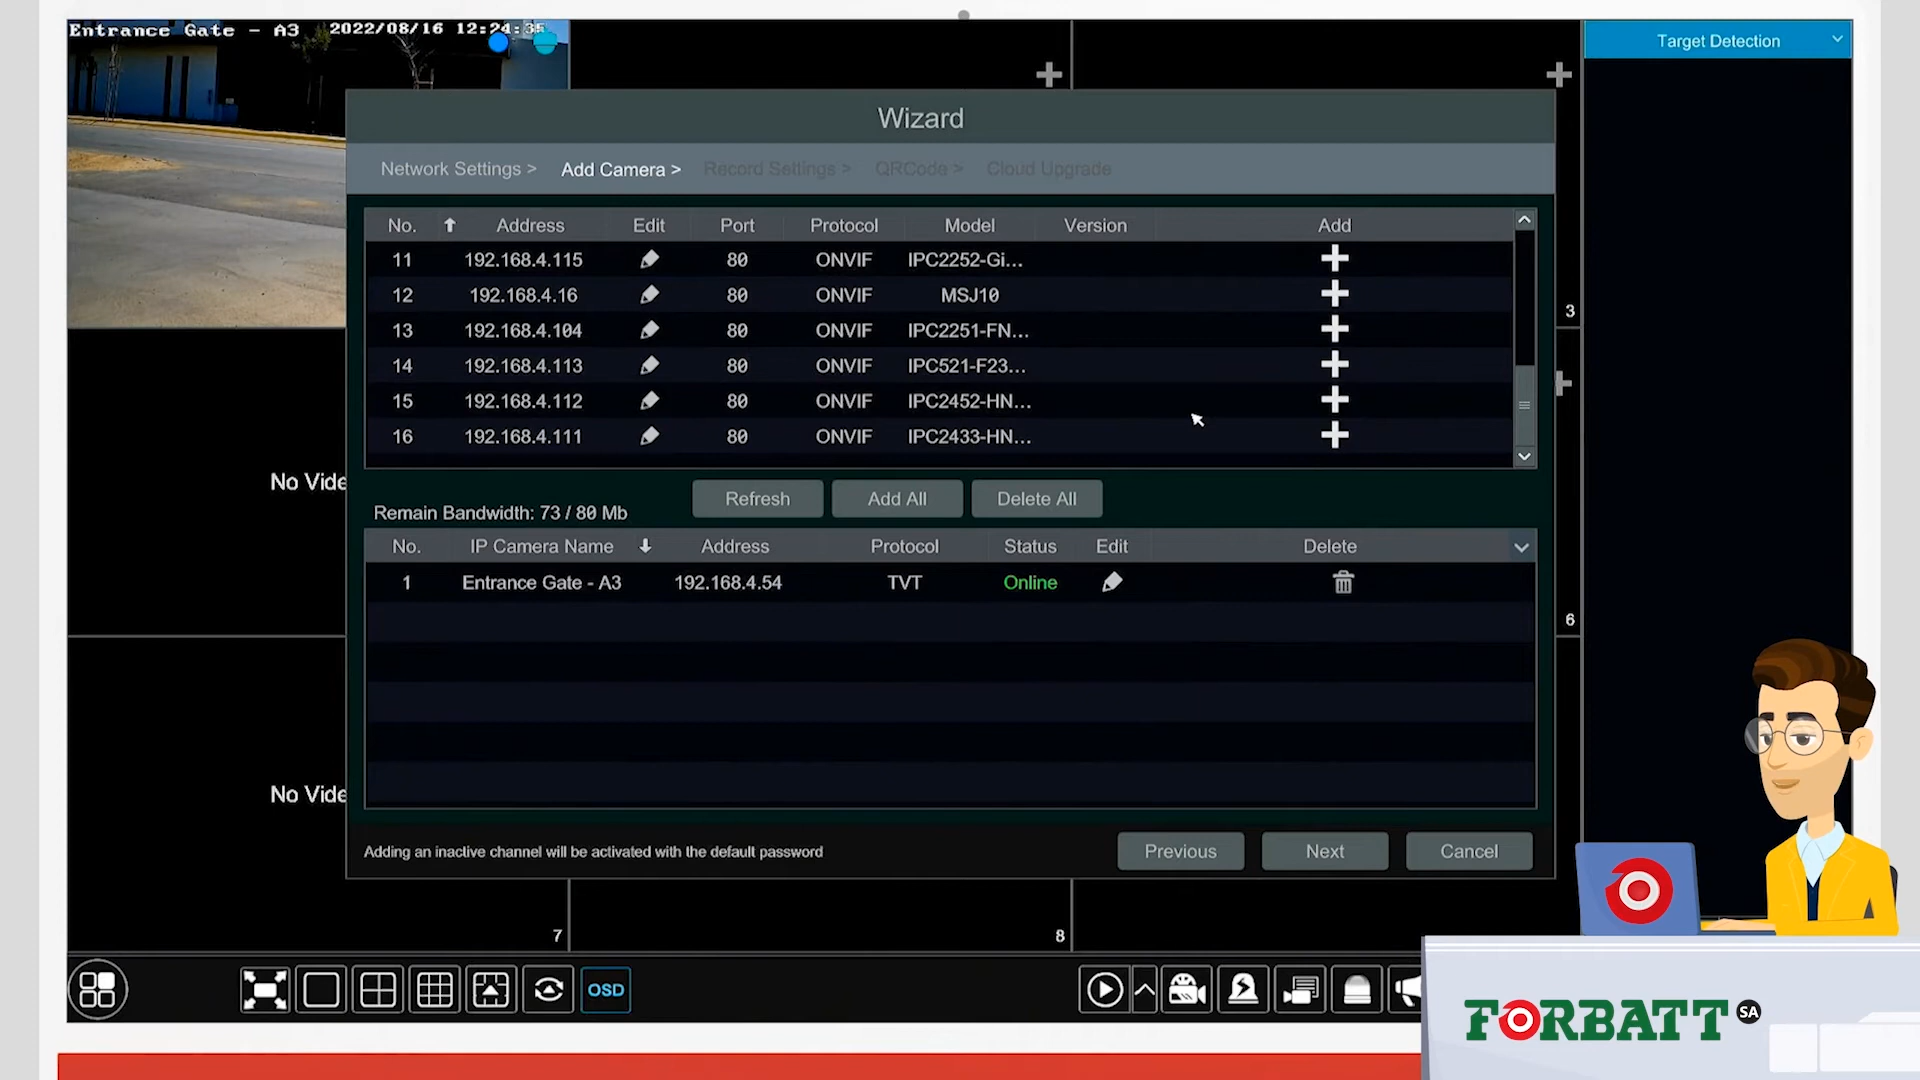 Entrance Gate - A3 2022/08/16 12:24:35
Target Detection
Wizard
Network Settings > Add Camera > Record Settings > QRCode > Cloud Upgrade
No. Address Edit Port Protocol Model Version Add
11 192.168.4.115 80 ONVIF IPC2252-Gi...
12 192.168.4.16 80 ONVIF MSJ10
13 192.168.4.104 80 ONVIF IPC2251-FN...
14 192.168.4.113 80 ONVIF IPC521-F23...
15 192.168.4.112 80 ONVIF IPC2452-HN...
16 192.168.4.111 80 ONVIF IPC2433-HN...
3
No Vide
Remain Bandwidth: 73 / 80 Mb
Refresh Add All Delete All
No. IP Camera Name Address Protocol Status Edit Delete
1 Entrance Gate - A3 192.168.4.54 TVT Online
6
No Vide
Adding an inactive channel will be activated with the default password
Previous Next Cancel
7 8
OSD
FORBATT SA